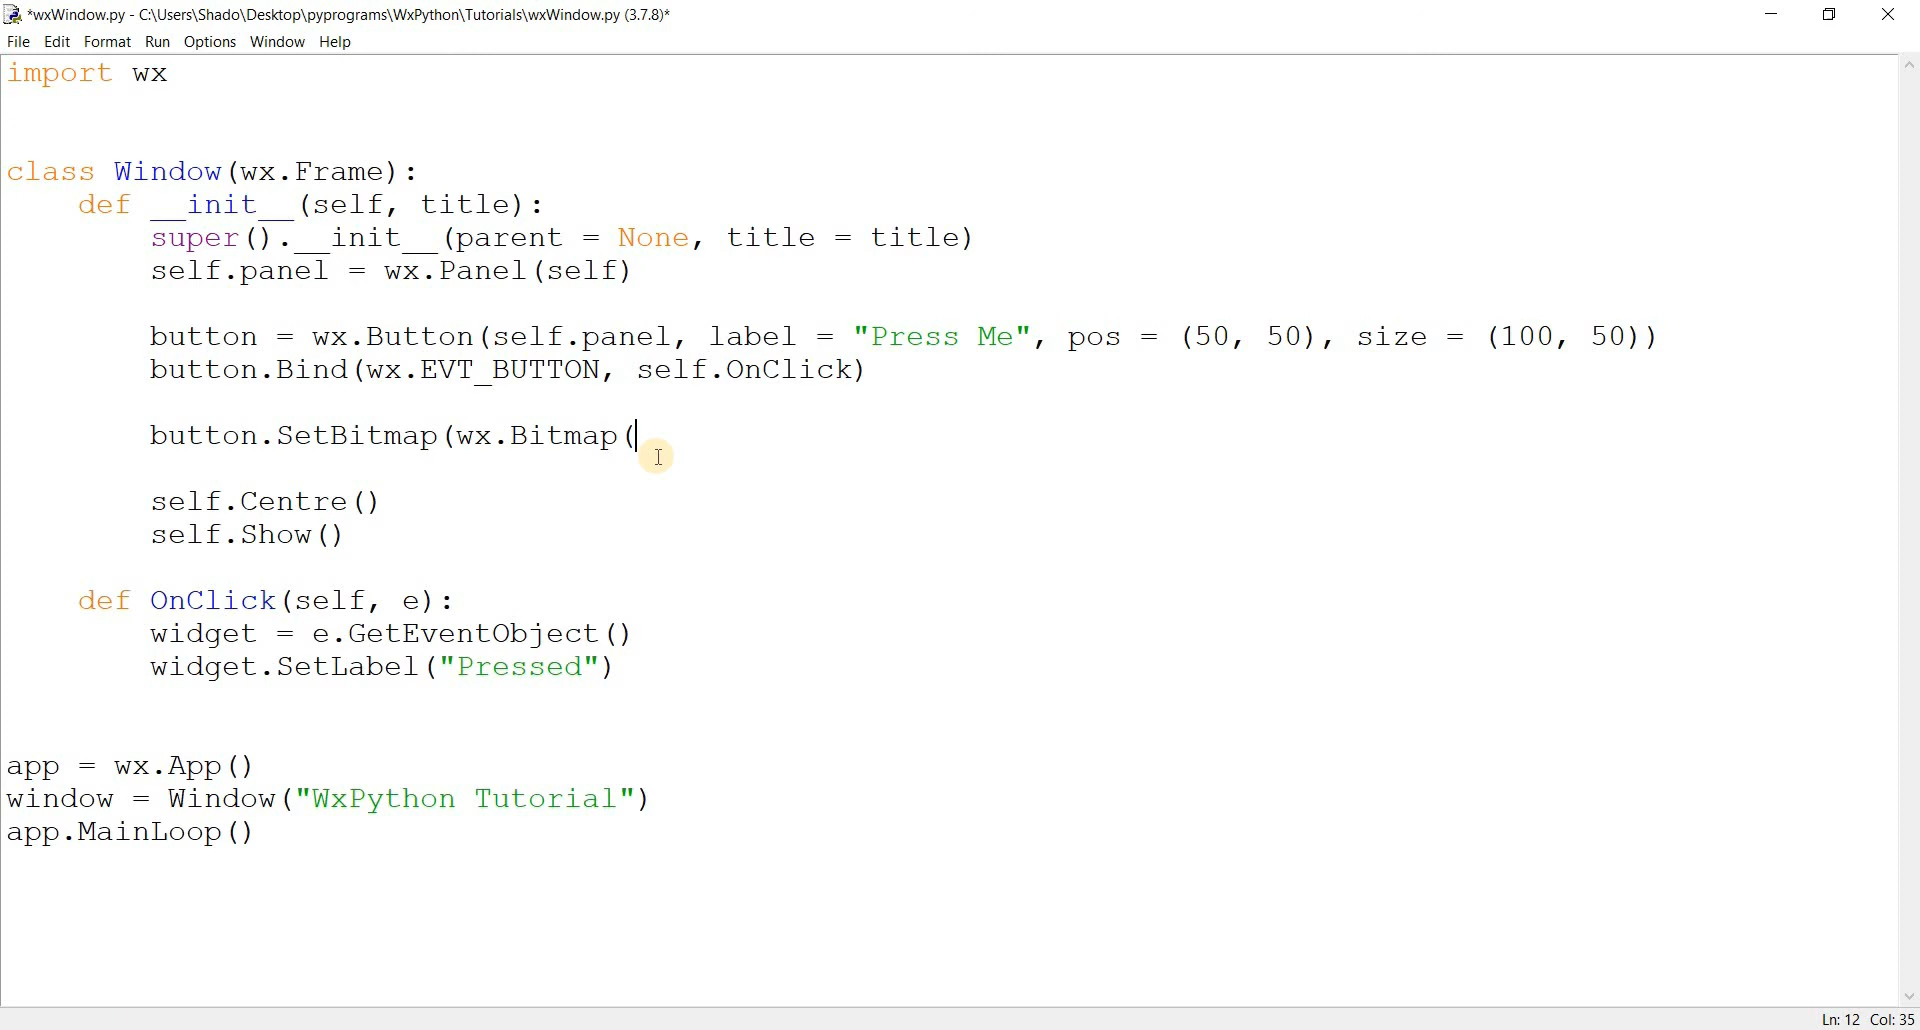 *wxWindow.py - C:\Users\Shado\Desktop\pyprograms\WxPython\Tutorials\wxWindow.py (3.7.8)*
File Edit Format Run Options Window Help
import wx
class Window(wx.Frame):
    def __init__(self, title):
        super().__init__(parent = None, title = title)
        self.panel = wx.Panel(self)
        button = wx.Button(self.panel, label = "Press Me", pos = (50, 50), size = (100, 50))
        button.Bind(wx.EVT_BUTTON, self.OnClick)
        button.SetBitmap(wx.Bitmap(
        self.Centre()
        self.Show()
    def OnClick(self, e):
        widget = e.GetEventObject()
        widget.SetLabel("Pressed")
app = wx.App()
window = Window("WxPython Tutorial")
app.MainLoop()
Ln: 12 Col: 35